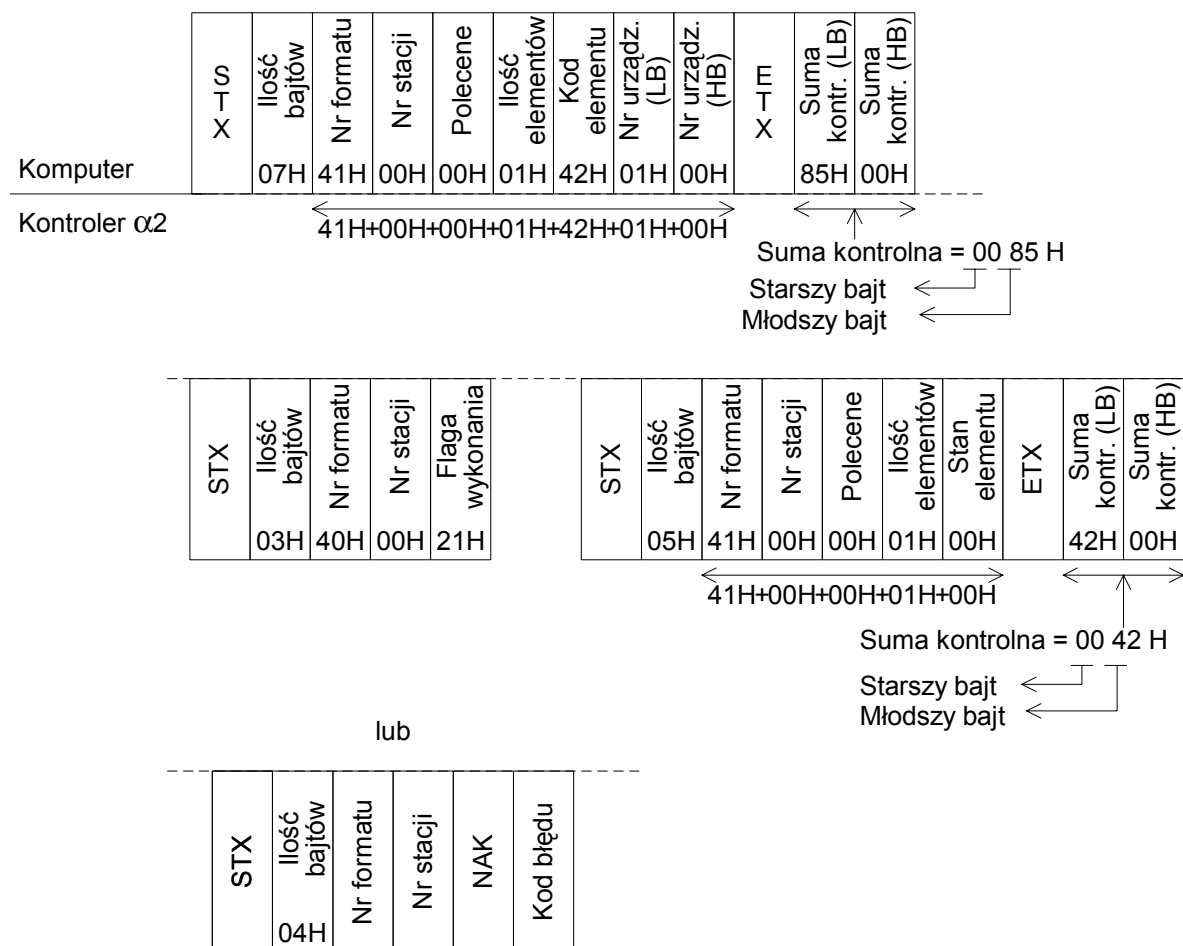 STX
Ilość bajtów
Nr formatu
Nr stacji
Polecene
Ilość elementów
Kod elementu
Nr urządz. (LB)
Nr urządz. (HB)
ETX
Suma kontr. (LB)
Suma kontr. (HB)
Komputer
07H 41H 00H 00H 01H 42H 01H 00H 85H 00H
Kontroler α2
41H+00H+00H+01H+42H+01H+00H
Suma kontrolna = 00 85 H
Starszy bajt
Młodszy bajt
STX
Ilość bajtów
Nr formatu
Nr stacji
Flaga wykonania
03H 40H 00H 21H
STX
Ilość bajtów
Nr formatu
Nr stacji
Polecene
Ilość elementów
Stan elementu
ETX
Suma kontr. (LB)
Suma kontr. (HB)
05H 41H 00H 00H 01H 00H 42H 00H
41H+00H+00H+01H+00H
Suma kontrolna = 00 42 H
Starszy bajt
Młodszy bajt
lub
STX
Ilość bajtów
Nr formatu
Nr stacji
NAK
Kod błędu
04H